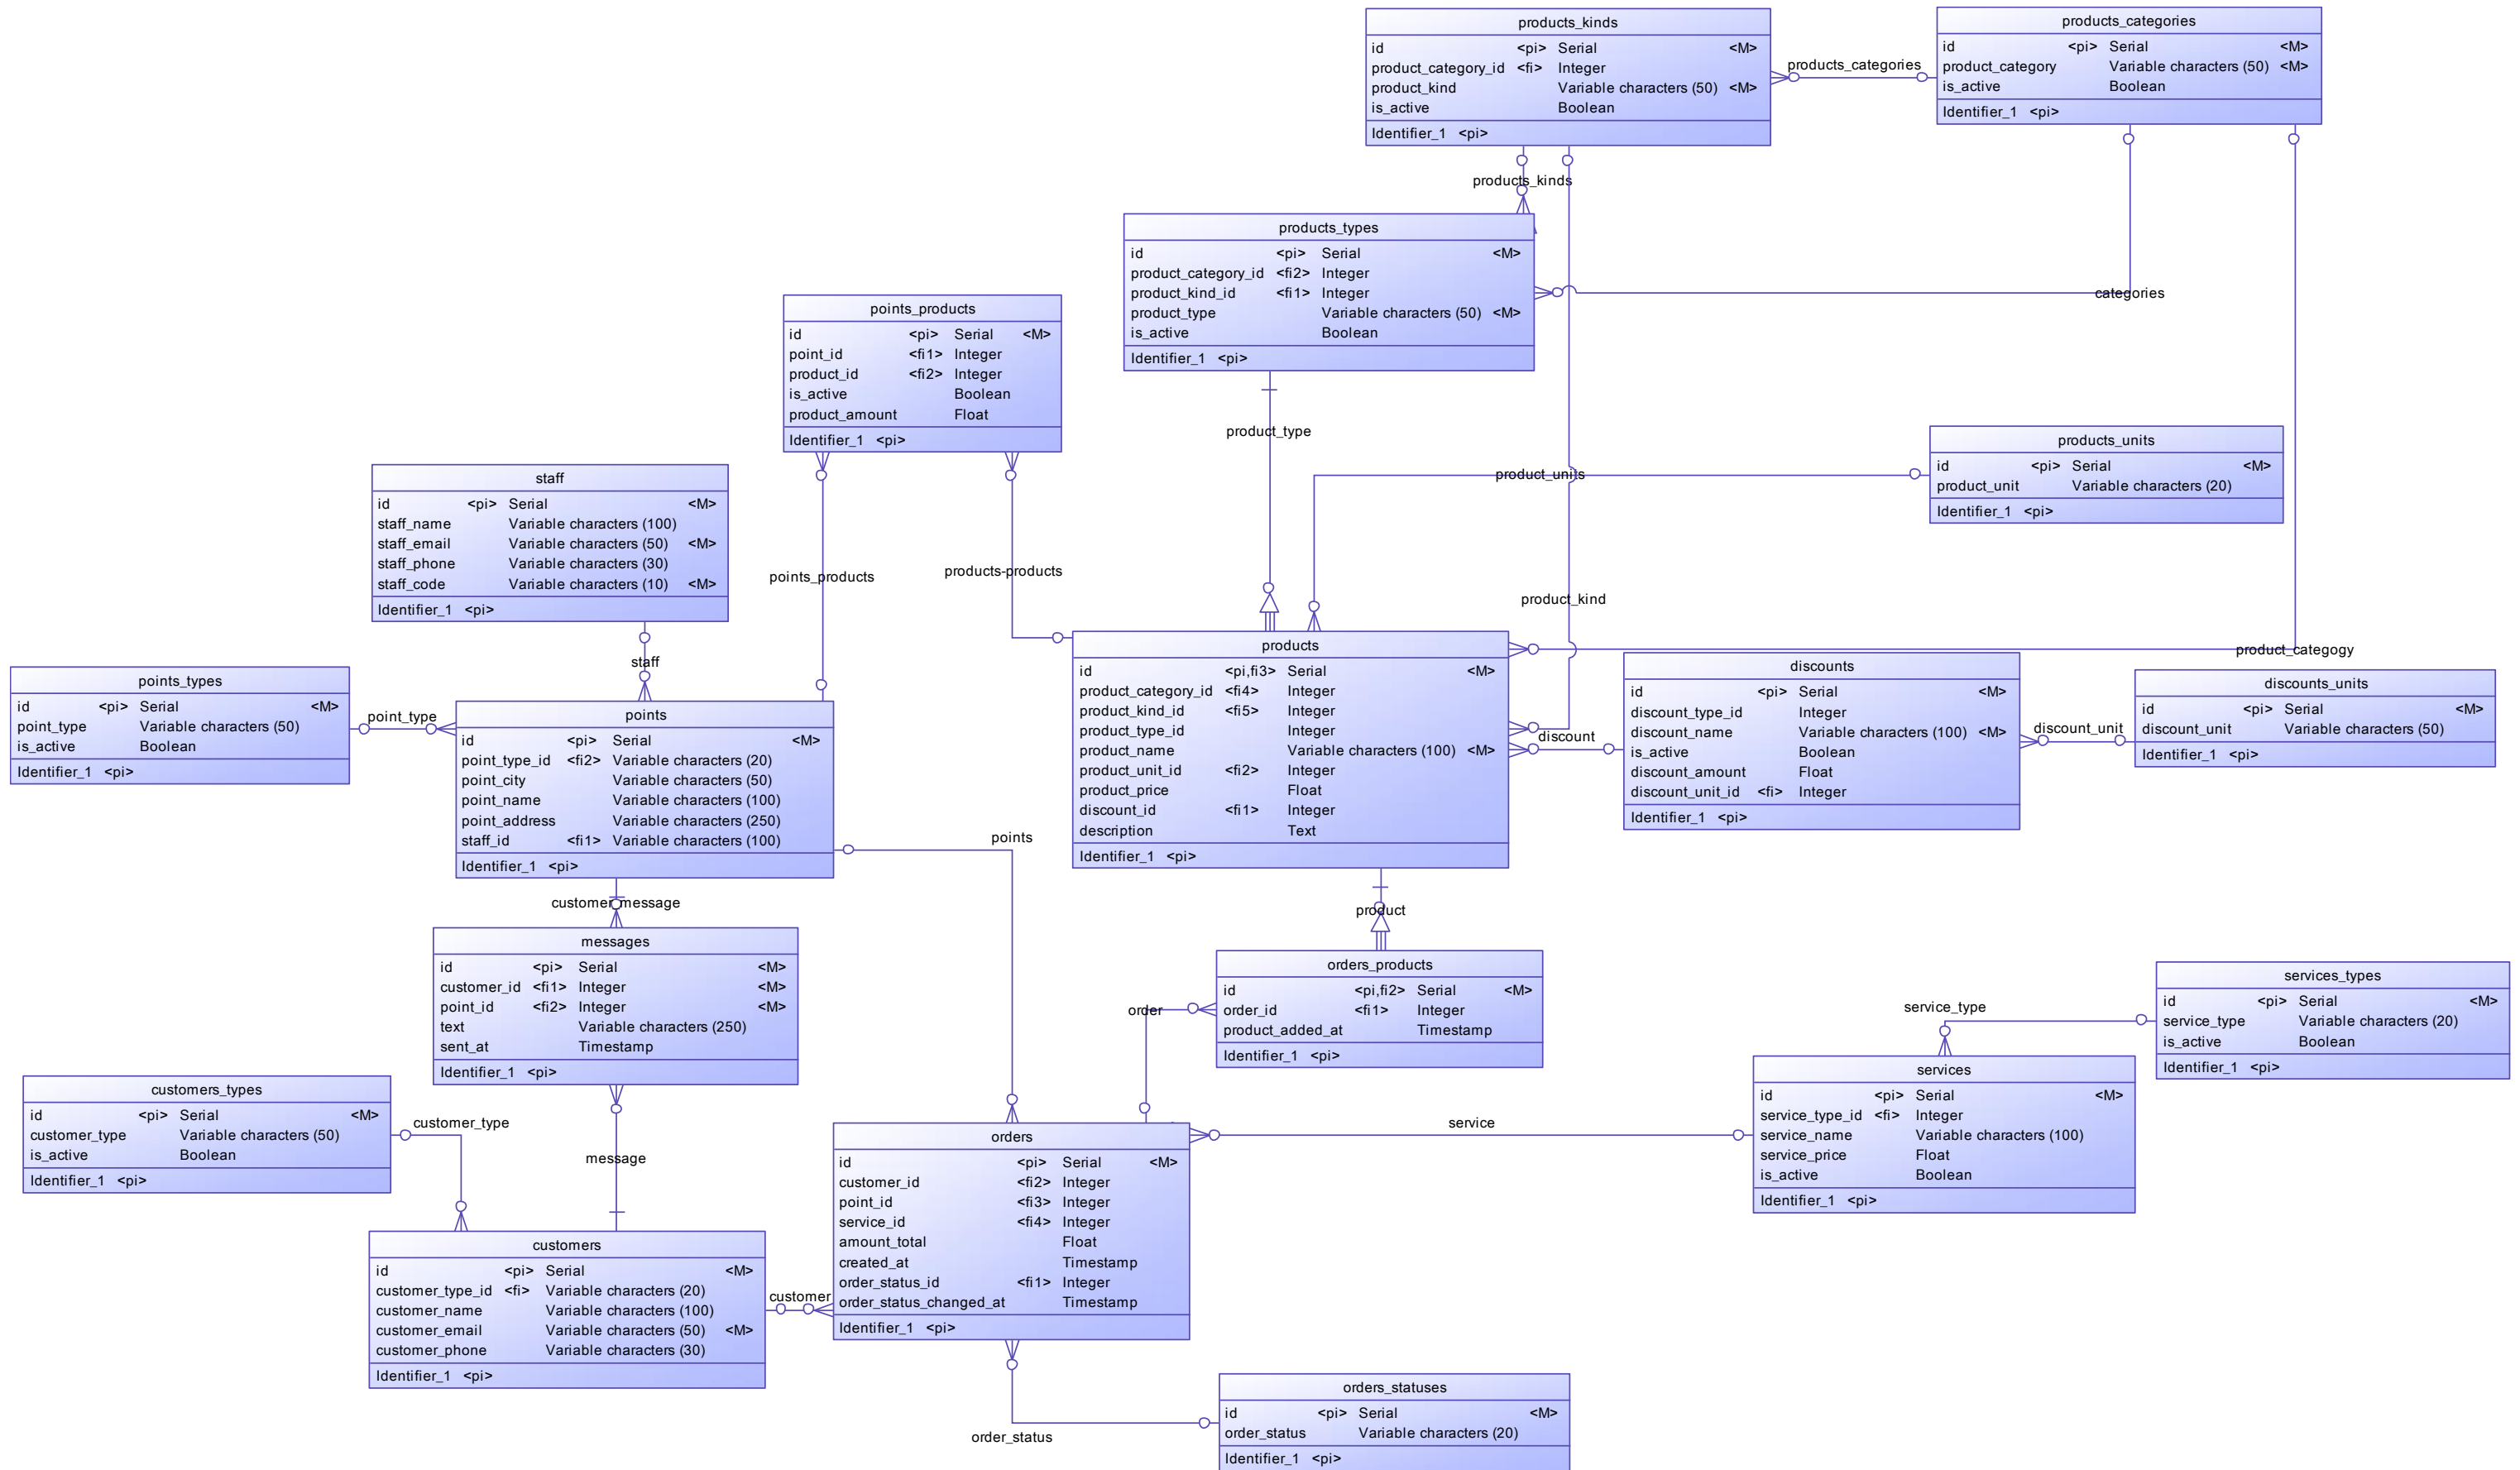 products_kinds
id <pi> Serial <M>
product_category_id <fi> Integer
product_kind Variable characters (50) <M>
is_active Boolean
Identifier_1 <pi>
products_categories
products_categories
id <pi> Serial <M>
product_category Variable characters (50) <M>
is_active Boolean
Identifier_1 <pi>
products_kinds
products_types
id <pi> Serial <M>
product_category_id <fi2> Integer
product_kind_id <fi1> Integer
product_type Variable characters (50) <M>
is_active Boolean
Identifier_1 <pi>
categories
points_products
id <pi> Serial <M>
point_id <fi1> Integer
product_id <fi2> Integer
is_active Boolean
product_amount Float
Identifier_1 <pi>
product_type
product_units
products_units
id <pi> Serial <M>
product_unit Variable characters (20)
Identifier_1 <pi>
staff
id <pi> Serial <M>
staff_name Variable characters (100)
staff_email Variable characters (50) <M>
staff_phone Variable characters (30)
staff_code Variable characters (10) <M>
Identifier_1 <pi>
points_products
products-products
product_kind
product_categogy
staff
points_types
id <pi> Serial <M>
point_type Variable characters (50)
is_active Boolean
Identifier_1 <pi>
point_type
points
id <pi> Serial <M>
point_type_id <fi2> Variable characters (20)
point_city Variable characters (50)
point_name Variable characters (100)
point_address Variable characters (250)
staff_id <fi1> Variable characters (100)
Identifier_1 <pi>
products
id <pi,fi3> Serial <M>
product_category_id <fi4> Integer
product_kind_id <fi5> Integer
product_type_id Integer
product_name Variable characters (100) <M>
product_unit_id <fi2> Integer
product_price Float
discount_id <fi1> Integer
description Text
Identifier_1 <pi>
discount
discounts
id <pi> Serial <M>
discount_type_id Integer
discount_name Variable characters (100) <M>
is_active Boolean
discount_amount Float
discount_unit_id <fi> Integer
Identifier_1 <pi>
discount_unit
discounts_units
id <pi> Serial <M>
discount_unit Variable characters (50)
Identifier_1 <pi>
points
customer_message
product
messages
id <pi> Serial <M>
customer_id <fi1> Integer <M>
point_id <fi2> Integer <M>
text Variable characters (250)
sent_at Timestamp
Identifier_1 <pi>
order
orders_products
id <pi,fi2> Serial <M>
order_id <fi1> Integer
product_added_at Timestamp
Identifier_1 <pi>
service_type
services_types
id <pi> Serial <M>
service_type Variable characters (20)
is_active Boolean
Identifier_1 <pi>
services
id <pi> Serial <M>
service_type_id <fi> Integer
service_name Variable characters (100)
service_price Float
is_active Boolean
Identifier_1 <pi>
customers_types
id <pi> Serial <M>
customer_type Variable characters (50)
is_active Boolean
Identifier_1 <pi>
customer_type
message
service
orders
id <pi> Serial <M>
customer_id <fi2> Integer
point_id <fi3> Integer
service_id <fi4> Integer
amount_total Float
created_at Timestamp
order_status_id <fi1> Integer
order_status_changed_at Timestamp
Identifier_1 <pi>
customers
id <pi> Serial <M>
customer_type_id <fi> Variable characters (20)
customer_name Variable characters (100)
customer_email Variable characters (50) <M>
customer_phone Variable characters (30)
Identifier_1 <pi>
customer
order_status
orders_statuses
id <pi> Serial <M>
order_status Variable characters (20)
Identifier_1 <pi>